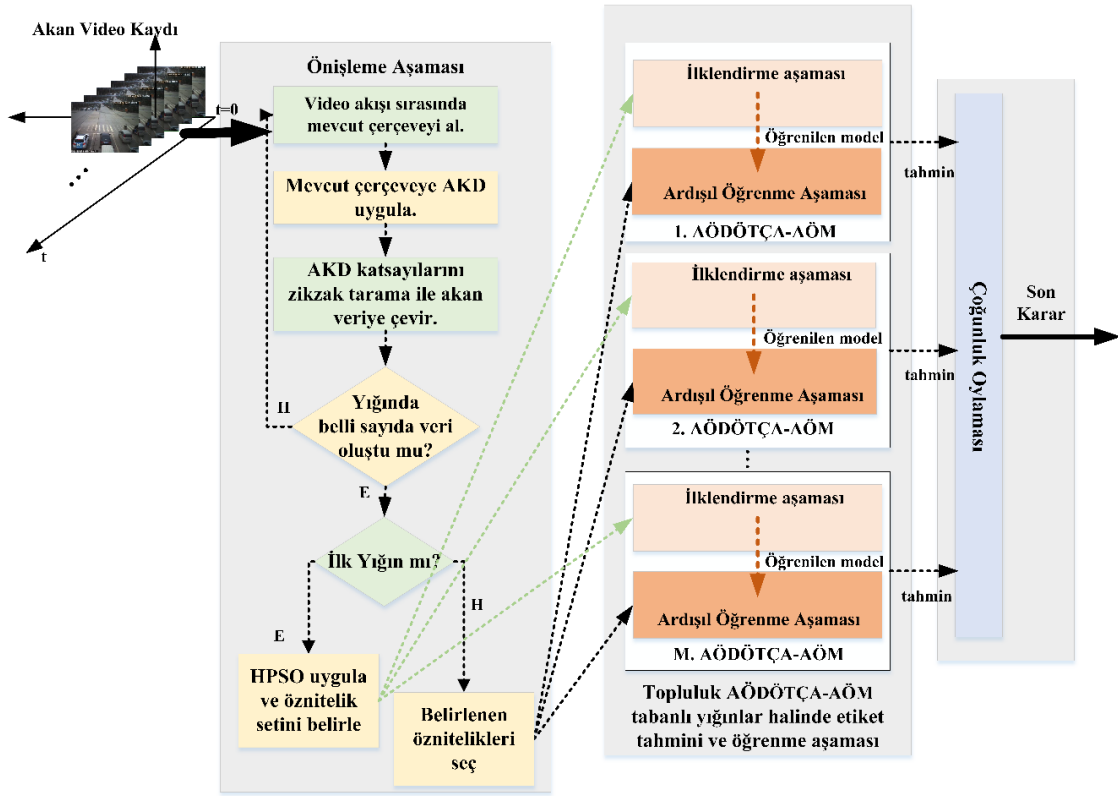 Akan Video Kaydı
t=0
t
Önişleme Aşaması
Video akışı sırasında
mevcut çerçeveyi al.
Mevcut çerçeveye AKD
uygula.
AKD katsayılarını
zikzak tarama ile akan
veriye çevir.
Yığında
belli sayıda veri
oluştu mu?
H
E
İlk Yığın mı?
E
H
HPSO uygula
ve öznitelik
setini belirle
Belirlenen
öznitelikleri
seç
İlklendirme aşaması
Öğrenilen model
Ardışıl Öğrenme Aşaması
1. AÖDÖTÇA-AÖM
tahmin
İlklendirme aşaması
Öğrenilen model
Ardışıl Öğrenme Aşaması
2. AÖDÖTÇA-AÖM
tahmin
İlklendirme aşaması
Öğrenilen model
Ardışıl Öğrenme Aşaması
M. AÖDÖTÇA-AÖM
tahmin
Topluluk AÖDÖTÇA-AÖM
tabanlı yığınlar halinde etiket
tahmini ve öğrenme aşaması
Çoğunluk Oylaması
Son
Karar